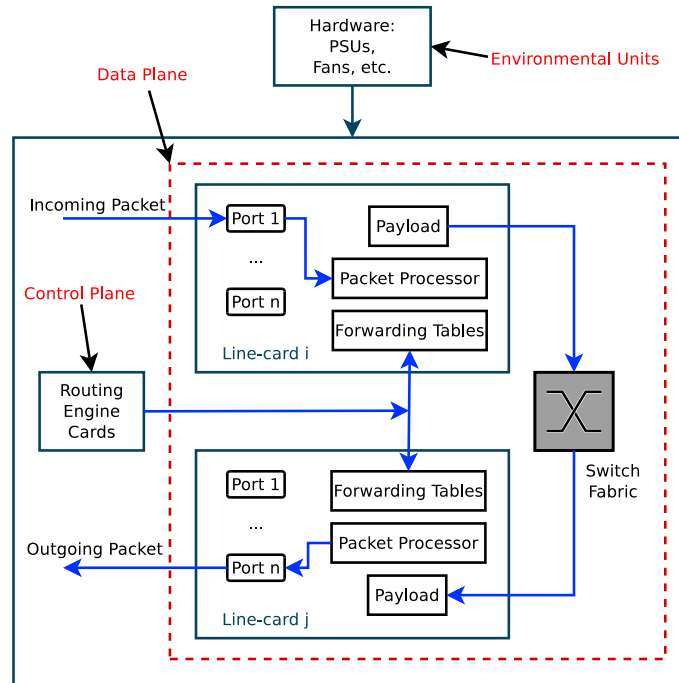 Hardware:
PSUs,
Fans, etc.
Environmental Units
Data Plane
Incoming Packet
Port 1
Payload
...
Packet Processor
Control Plane
Port n
Forwarding Tables
Line-card i
Routing
Engine
Cards
Switch
Fabric
Port 1
Forwarding Tables
...
Packet Processor
Outgoing Packet
Port n
Payload
Line-card j